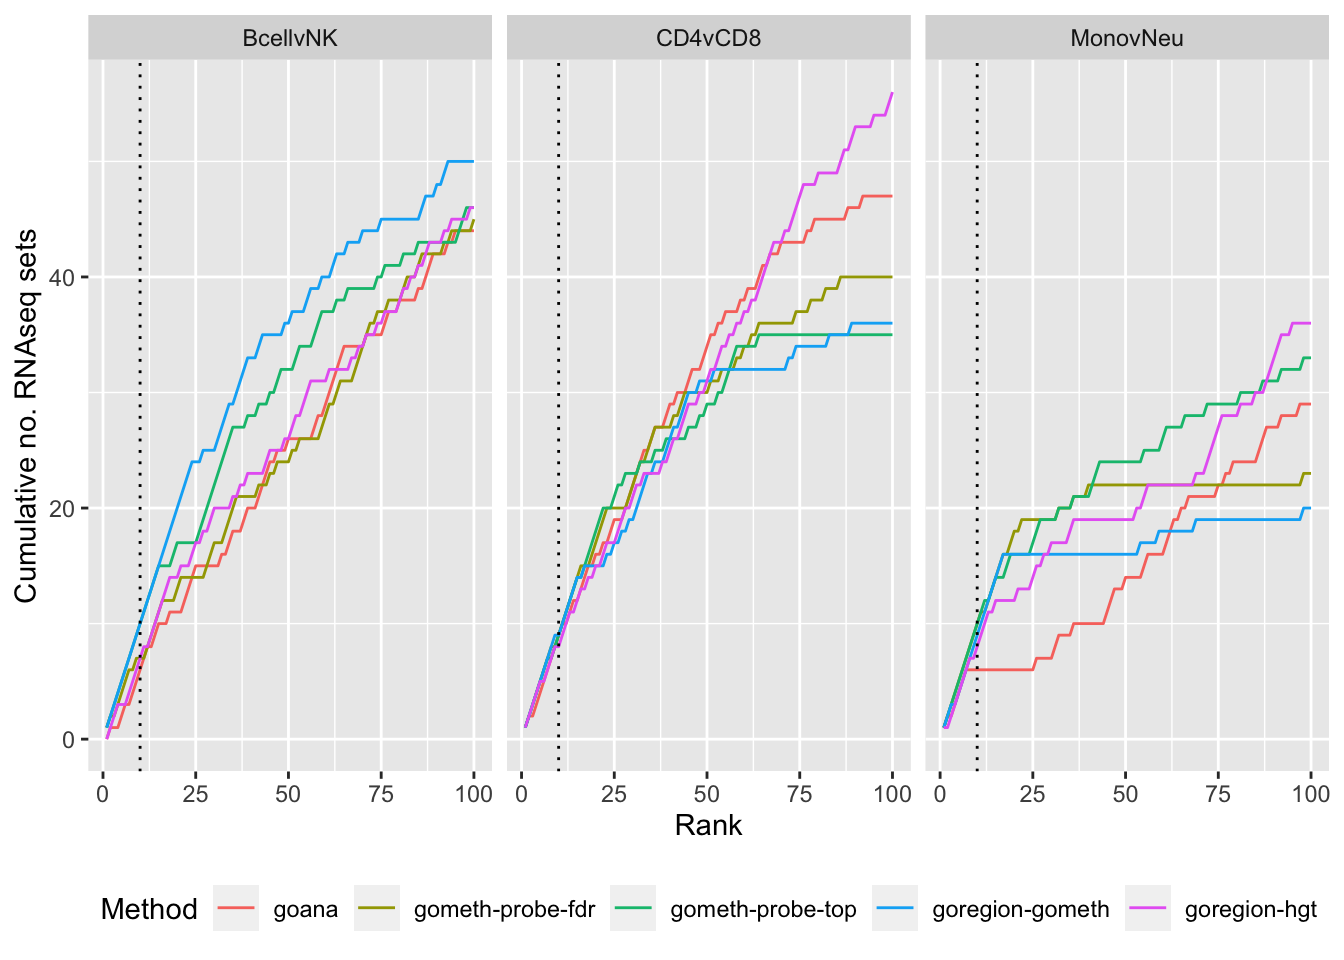 BcellvNK CD4vCD8 MonovNeu
Cumulative no. RNAseq sets
40
20
0
0 25 50 75 100 0 25 50 75 100 0 25 50 75 100
Rank
Method goana gometh-probe-fdr gometh-probe-top goregion-gometh goregion-hgt